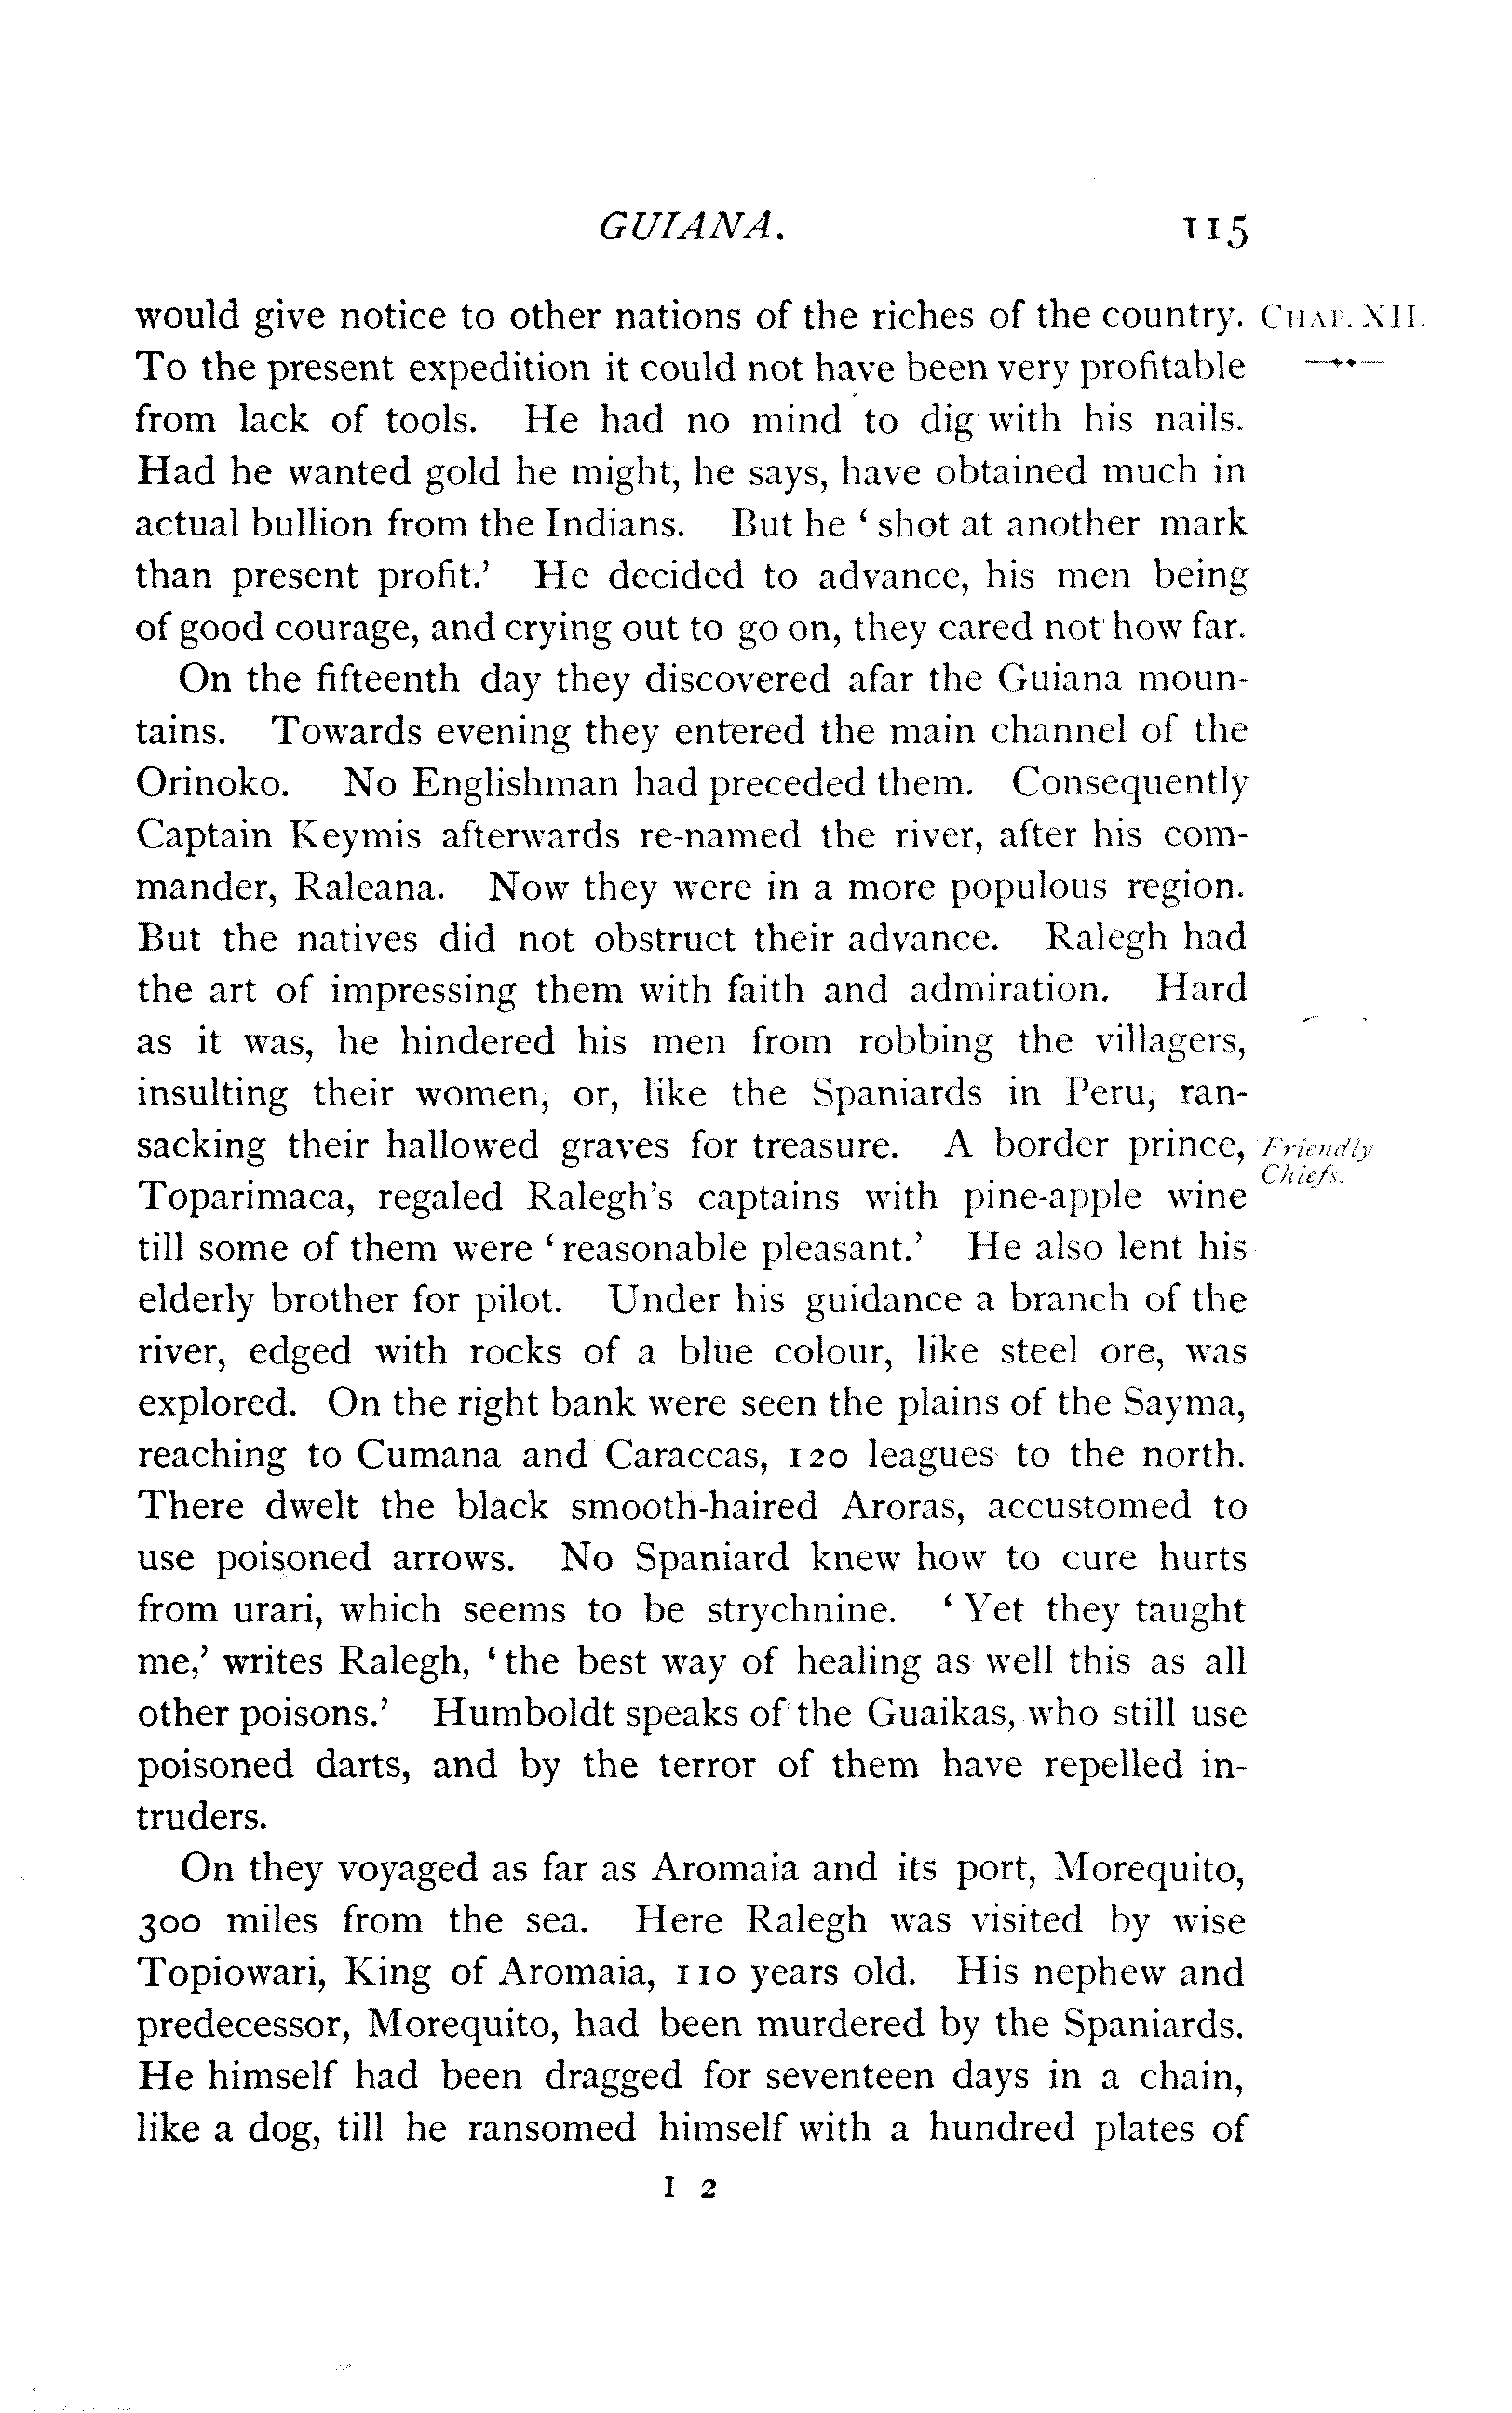 GUIANA. 115
would give notice to other nations of the riches of the country. CHAP. XII.
To the present expedition it could not have been very profitable
from lack of tools. He had no mind to dig with his nails.
Had he wanted gold he might, he says, have obtained much in
actual bullion from the Indians. But he ‘ shot at another mark
than present profit.’ He decided to advance, his men being
of good courage, and crying out to go on, they cared not how far.
On the fifteenth day they discovered afar the Guiana moun-
tains. Towards evening they entered the main channel of the
Orinoko. No Englishman had preceded them. Consequently
Captain Keymis afterwards re-named the river, after his com-
mander, Raleana. Now they were in a more populous region.
But the natives did not obstruct their advance. Ralegh had
the art of impressing them with faith and admiration. Hard
as it was, he hindered his men from robbing the villagers,
insulting their women, or, like the Spaniards in Peru, ran-
sacking their hallowed graves for treasure. A border prince, Friendly
Chiefs.
Toparimaca, regaled Ralegh’s captains with pine-apple wine
till some of them were ‘ reasonable pleasant.’ He also lent his
elderly brother for pilot. Under his guidance a branch of the
river, edged with rocks of a blue colour, like steel ore, was
explored. On the right bank were seen the plains of the Sayma,
reaching to Cumana and Caraccas, 120 leagues to the north.
There dwelt the black smooth-haired Aroras, accustomed to
use poisoned arrows. No Spaniard knew how to cure hurts
from urari, which seems to be strychnine. ‘ Yet they taught
me,’ writes Ralegh, ‘ the best way of healing as well this as all
other poisons.’ Humboldt speaks of the Guaikas, who still use
poisoned darts, and by the terror of them have repelled in-
truders.
On they voyaged as far as Aromaia and its port, Morequito,
300 miles from the sea. Here Ralegh was visited by wise
Topiowari, King of Aromaia, 110 years old. His nephew and
predecessor, Morequito, had been murdered by the Spaniards.
He himself had been dragged for seventeen days in a chain,
like a dog, till he ransomed himself with a hundred plates of
I 2